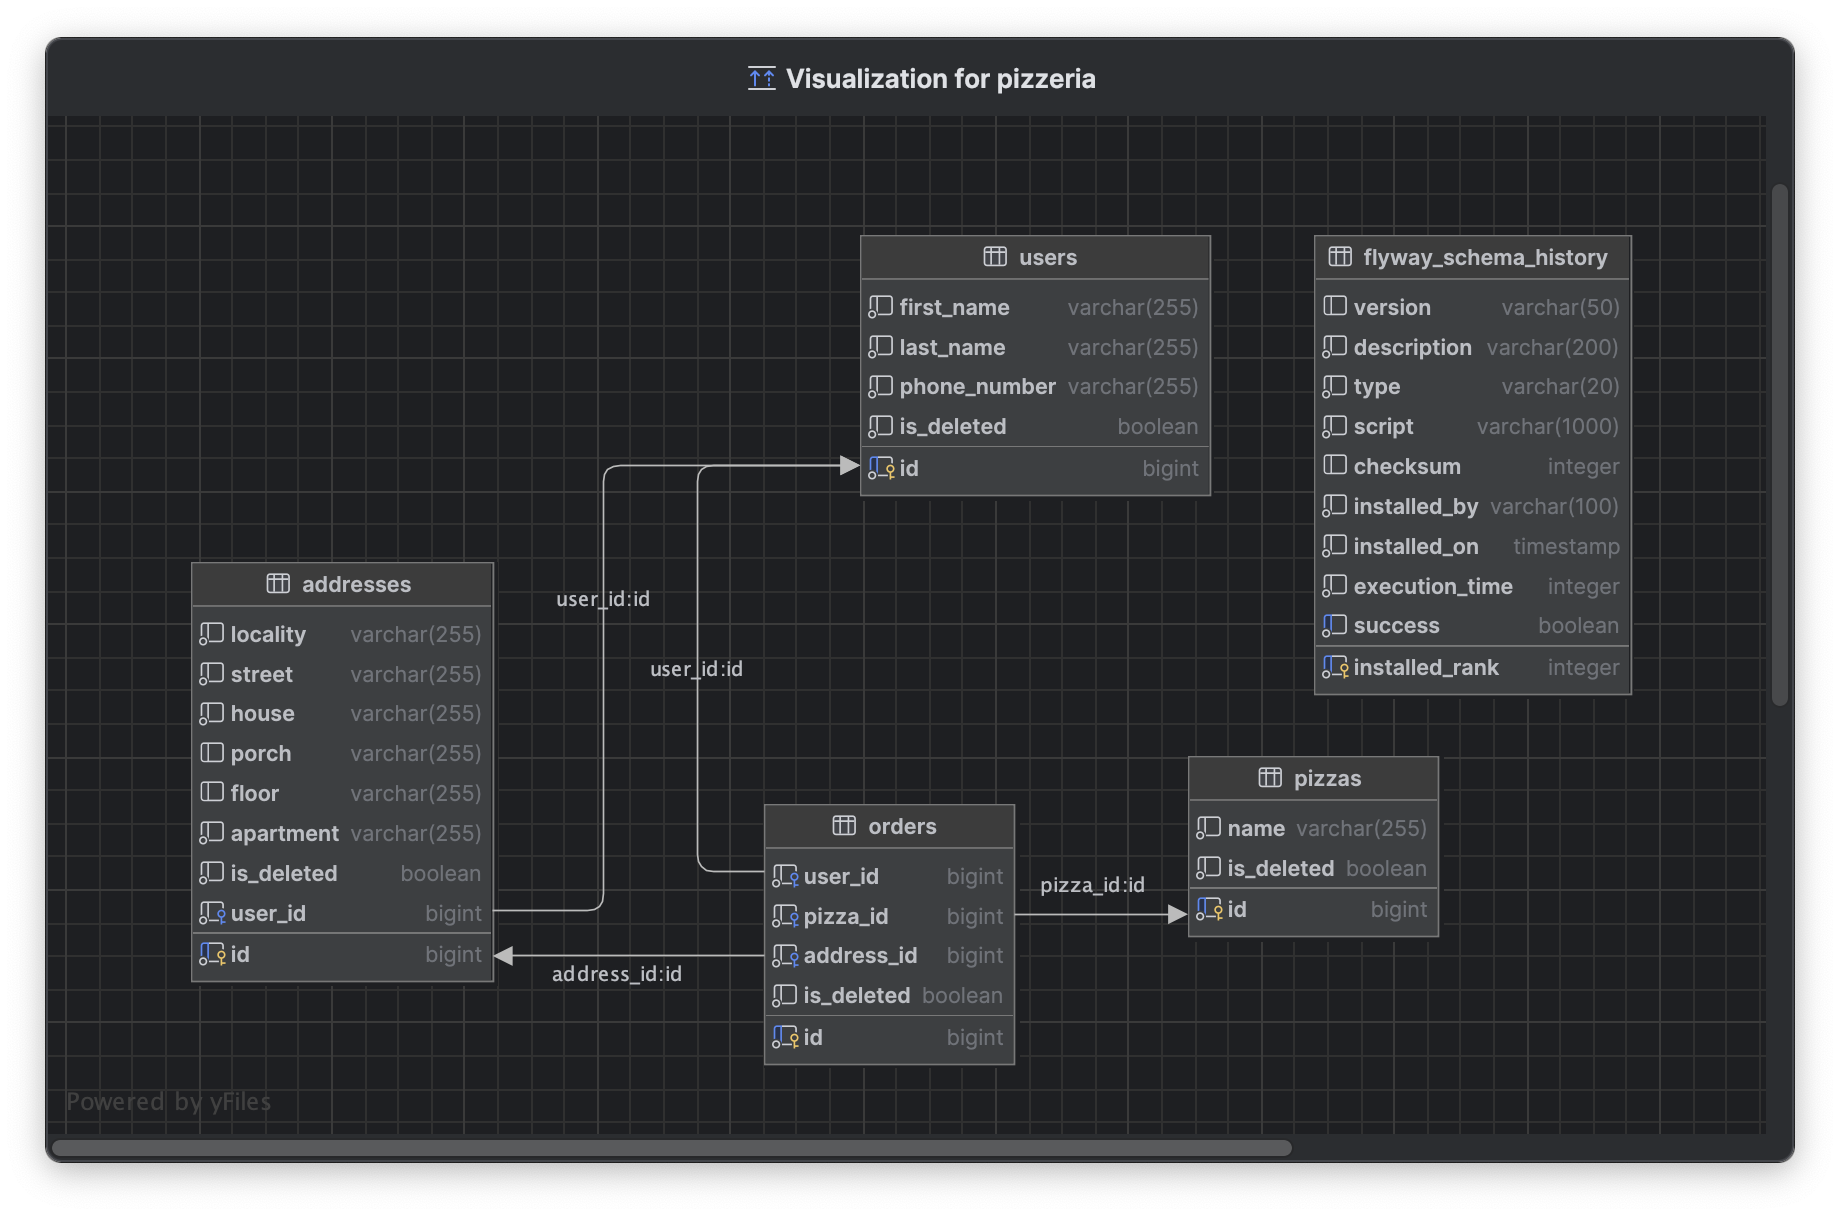 Visualization for pizzeria
users
first_name varchar(255)
last_name varchar(255)
phone_number varchar(255)
is_deleted boolean
id bigint
flyway_schema_history
version varchar(50)
description varchar(200)
type varchar(20)
script varchar(1000)
checksum integer
installed_by varchar(100)
installed_on timestamp
execution_time integer
success boolean
installed_rank integer
addresses
locality varchar(255)
street varchar(255)
house varchar(255)
porch varchar(255)
floor varchar(255)
apartment varchar(255)
is_deleted boolean
user_id bigint
id bigint
user_id:id
user_id:id
address_id:id
orders
user_id bigint
pizza_id bigint
address_id bigint
is_deleted boolean
id bigint
pizza_id:id
pizzas
name varchar(255)
is_deleted boolean
id bigint
Powered by yFiles